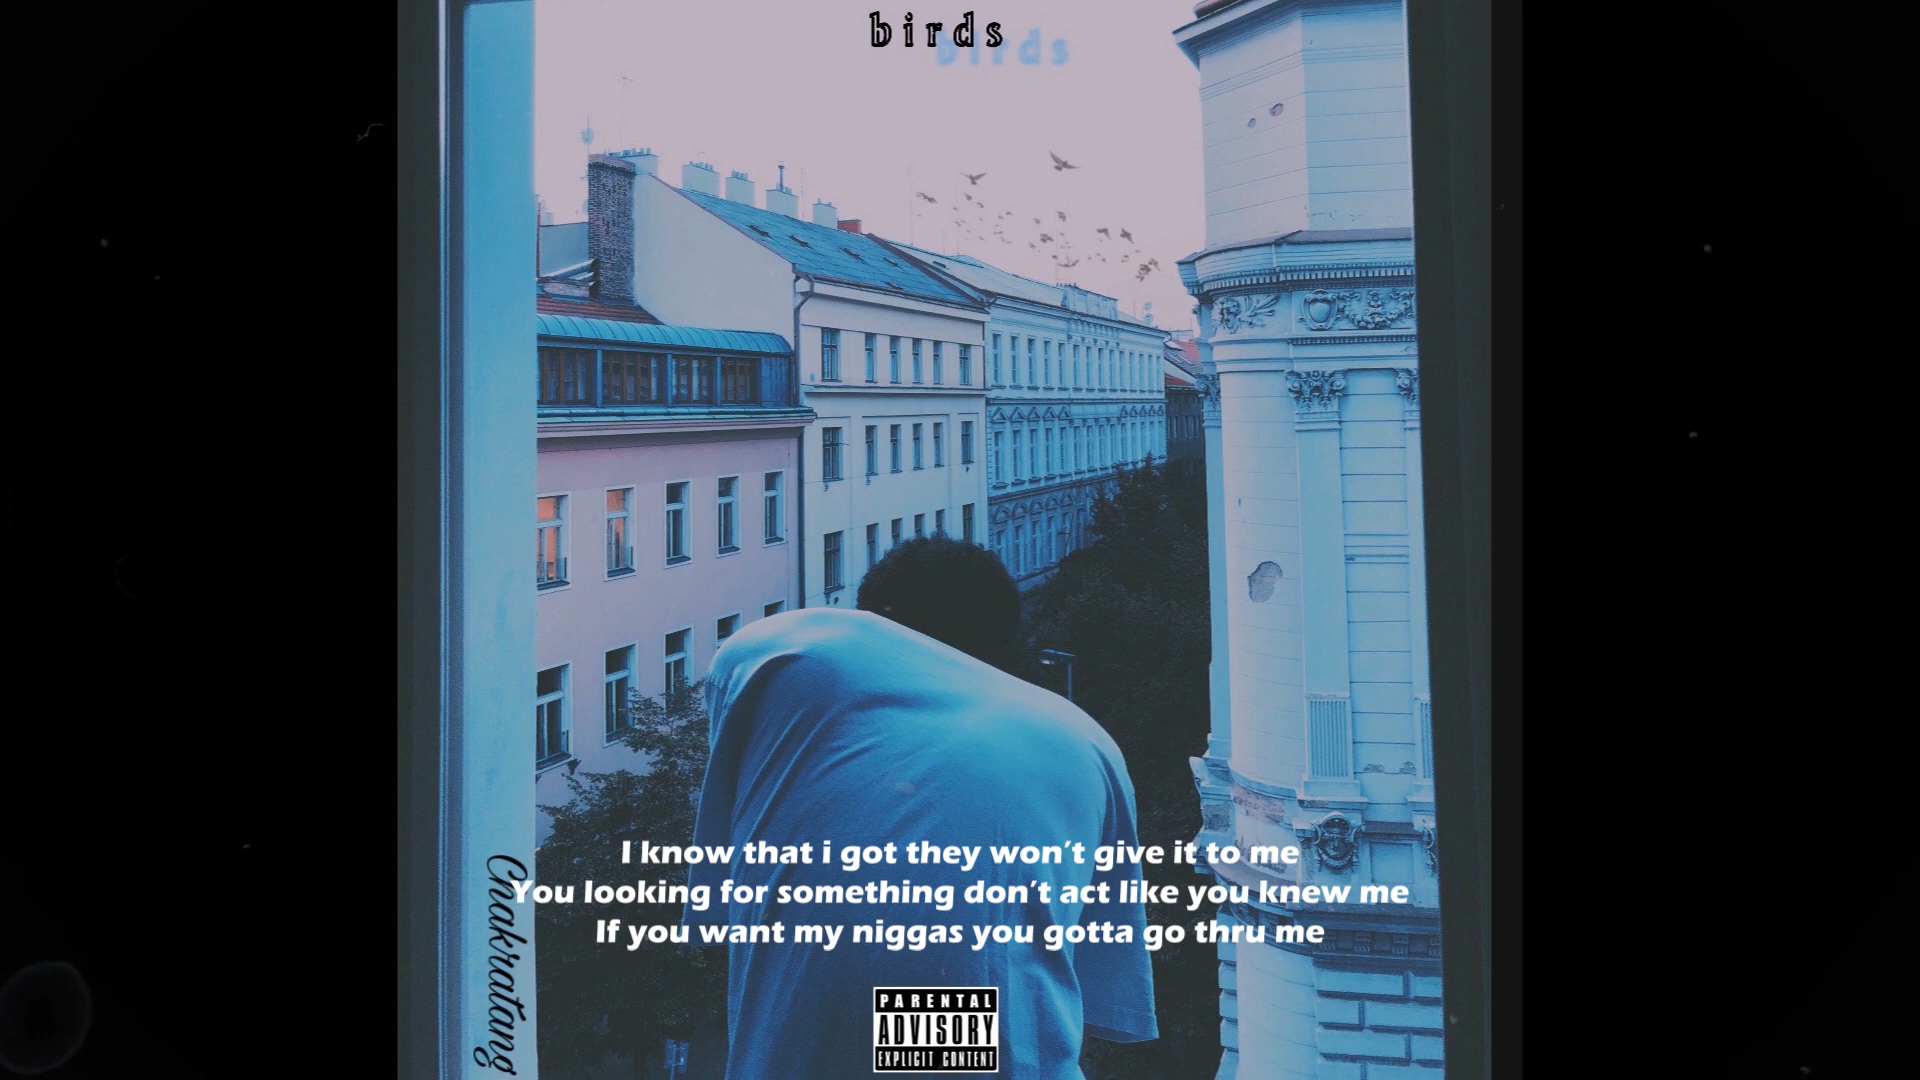 birds
birds
I know that i got they won't give it to me
You looking for something don't act like you knew me
If you want my niggas you gotta go thru me
Chakratang
PARENTAL
ADVISORY
EXPLICIT CONTENT